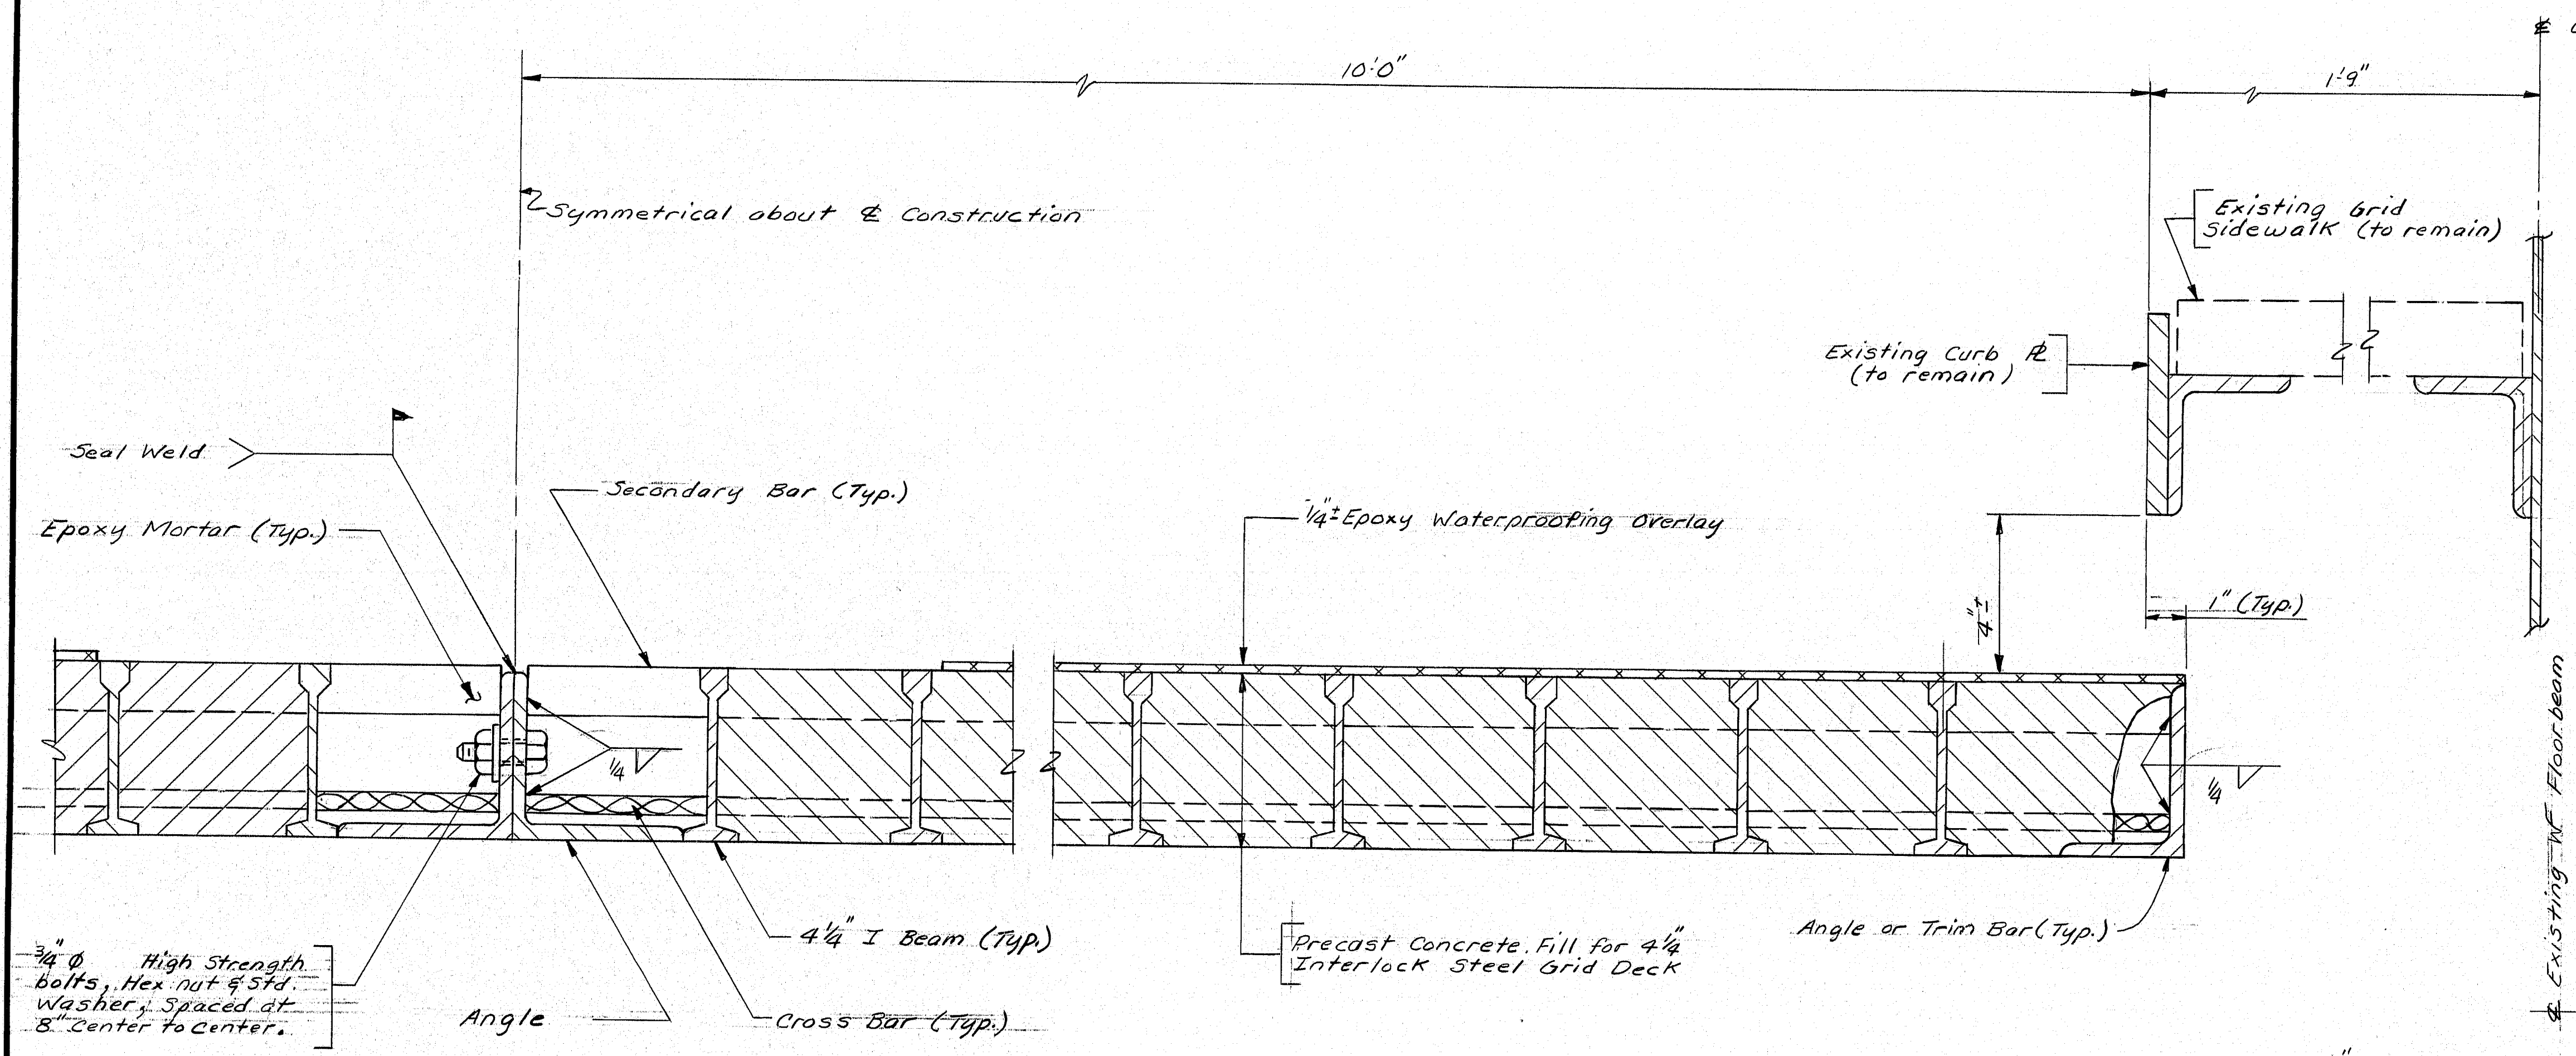 10'-0"
1'-9"
Symmetrical about ℄ Construction
Existing Grid
Sidewalk (to remain)
Existing Curb ℙL
(to remain)
Seal Weld
Secondary Bar (Typ.)
Epoxy Mortar (Typ.)
1/4"± Epoxy Waterproofing Overlay
4"±
1" (Typ.)
1/4
1/4
℄ Existing WF Floorbeam
4 1/4" I Beam (Typ.)
Precast Concrete Fill for 4 1/4"
Interlock Steel Grid Deck
Angle or Trim Bar (Typ.)
3/4" Ø High Strength
bolts, Hex nut & Std.
Washer, Spaced at
8" Center to Center.
Angle
Cross Bar (Typ.)